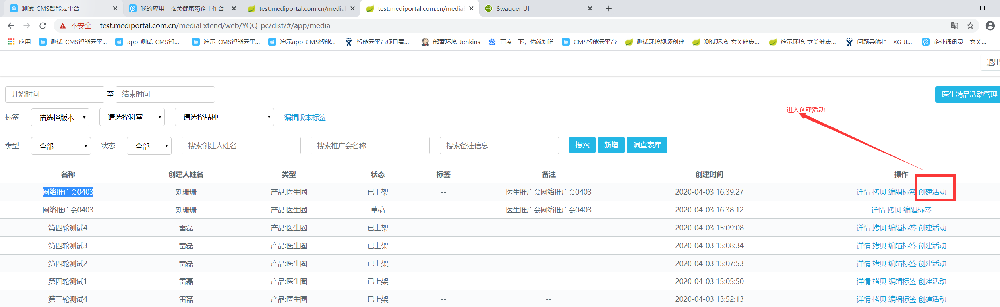 测试-CMS智能云平台
我的应用 - 玄关健康药企工作台
test.mediportal.com.cn/media
test.mediportal.com.cn/media
Swagger UI
不安全 | test.mediportal.com.cn/mediaExtend/web/YQQ_pc/dist/#/app/media
应用 测试-CMS智能云平... app-测试-CMS智... 演示-CMS智能云平... 演示app-CMS智能... 智能云平台项目看... 部署环境-Jenkins 百度一下，你就知道 CMS智能云平台 测试环境视频创建 测试环境-玄关健康... 演示环境-玄关健康... 问题导航栏 - XG JI... 企业通讯录 - 玄关...
退出
开始时间 至 结束时间 医生精品活动管理
进入创建活动
标签 请选择版本 请选择科室 请选择品种 编辑版本标签
类型 全部 状态 全部 搜索创建人姓名 搜索推广会名称 搜索备注信息 搜索 新增 调查表库
名称 创建人姓名 类型 状态 标签 备注 创建时间 操作
网络推广会0403 刘珊珊 产品:医生圈 已上架 -- 医生推广会网络推广会0403 2020-04-03 16:39:27 详情 拷贝 编辑标签 创建活动
网络推广会0403 刘珊珊 产品:医生圈 草稿 -- 医生推广会网络推广会0403 2020-04-03 16:38:12 详情 拷贝 编辑标签
第四轮测试4 雷磊 产品:医生圈 已上架 -- -- 2020-04-03 15:09:08 详情 拷贝 编辑标签 创建活动
第四轮测试3 雷磊 产品:医生圈 已上架 -- -- 2020-04-03 15:08:34 详情 拷贝 编辑标签 创建活动
第四轮测试2 雷磊 产品:医生圈 已上架 -- -- 2020-04-03 15:07:53 详情 拷贝 编辑标签 创建活动
第四轮测试1 雷磊 产品:医生圈 已上架 -- -- 2020-04-03 15:05:50 详情 拷贝 编辑标签 创建活动
第三轮测试4 雷磊 产品:医生圈 已上架 -- -- 2020-04-03 13:52:13 详情 拷贝 编辑标签 创建活动